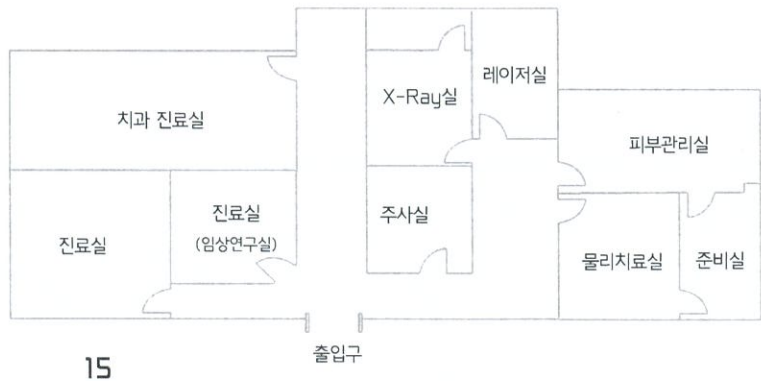 레이저실
X-Ray실
치과 진료실
피부관리실
진료실
(임상연구실)
주사실
진료실
물리치료실
준비실
출입구
15